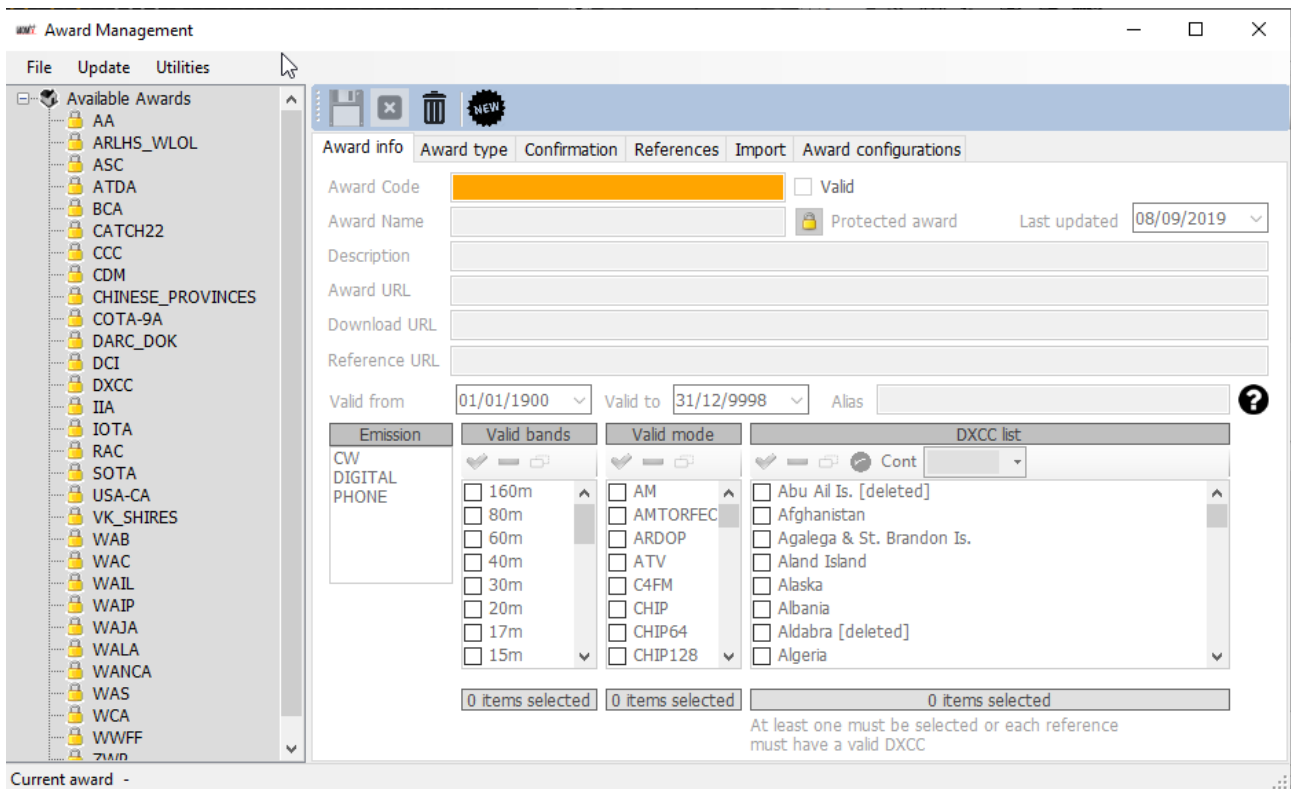 Award Management
File Update Utilities
Available Awards
AA
ARLHS_WLOL
ASC
ATDA
BCA
CATCH22
CCC
CDM
CHINESE_PROVINCES
COTA-9A
DARC_DOK
DCI
DXCC
IIA
IOTA
RAC
SOTA
USA-CA
VK_SHIRES
WAB
WAC
WAIL
WAIP
WAJA
WALA
WANCA
WAS
WCA
WWFF
NEW
Award info Award type Confirmation References Import Award configurations
Award Code Valid
Award Name Protected award Last updated 08/09/2019
Description
Award URL
Download URL
Reference URL
Valid from 01/01/1900 Valid to 31/12/9998 Alias
Emission
CW
DIGITAL
PHONE
Valid bands
160m
80m
60m
40m
30m
20m
17m
15m
0 items selected
Valid mode
AM
AMTORFEC
ARDOP
ATV
C4FM
CHIP
CHIP64
CHIP128
0 items selected
DXCC list
Cont
Abu Ail Is. [deleted]
Afghanistan
Agalega & St. Brandon Is.
Aland Island
Alaska
Albania
Aldabra [deleted]
Algeria
0 items selected
At least one must be selected or each reference
must have a valid DXCC
Current award -